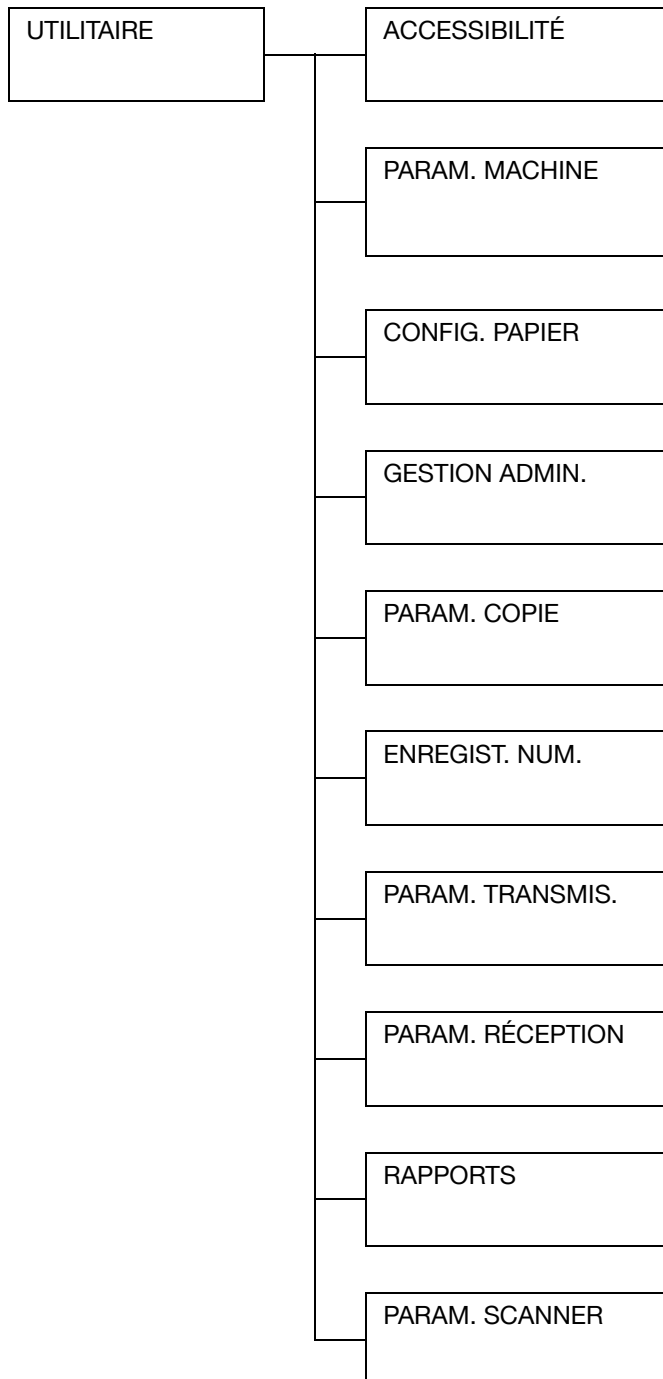 UTILITAIRE
ACCESSIBILITÉ
PARAM. MACHINE
CONFIG. PAPIER
GESTION ADMIN.
PARAM. COPIE
ENREGIST. NUM.
PARAM. TRANSMIS.
PARAM. RÉCEPTION
RAPPORTS
PARAM. SCANNER